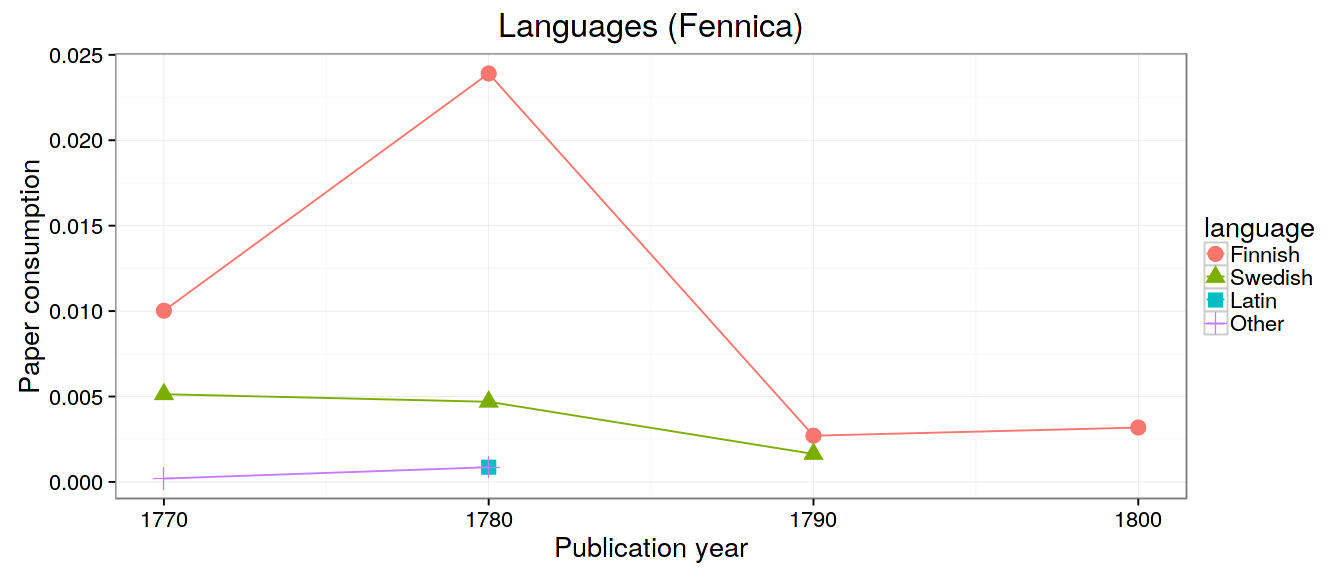 Languages (Fennica)
Paper consumption
0.025
0.020
0.015
0.010
0.005
0.000
1770 1780 1790 1800
Publication year
language
Finnish
Swedish
Latin
Other